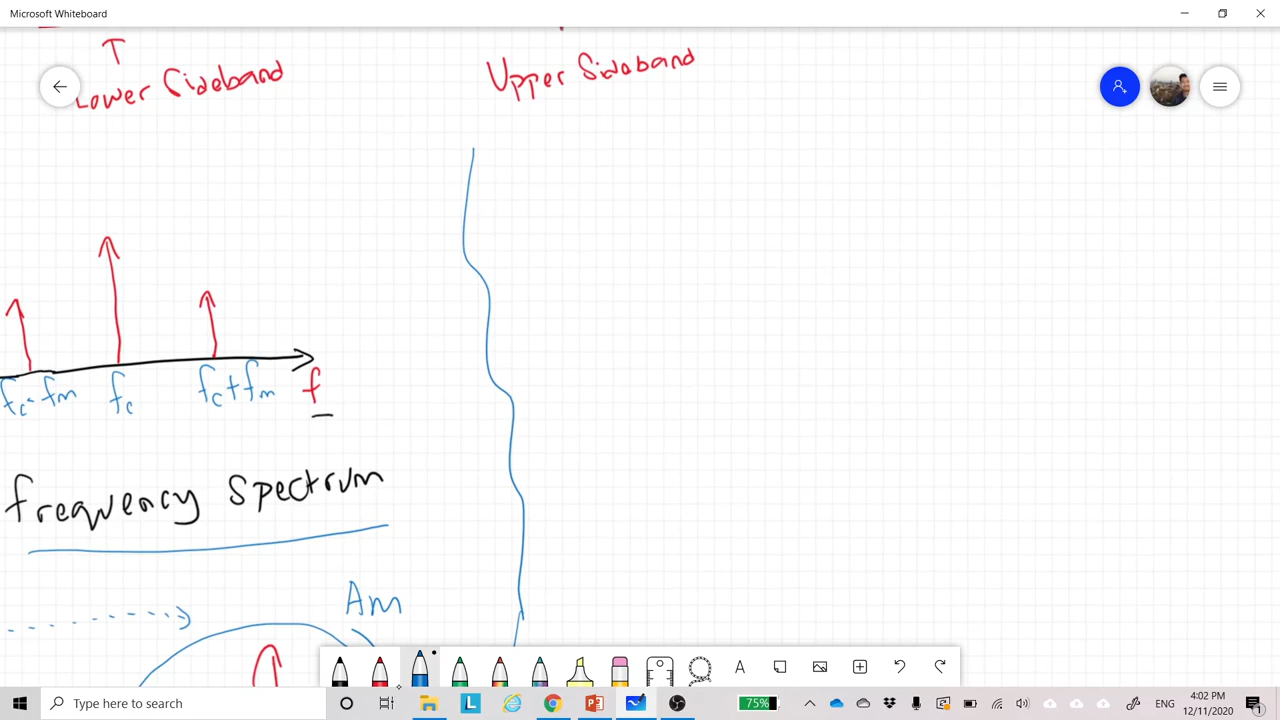 Microsoft Whiteboard
Lower Sideband
Upper Sideband
fc - fm
fc
fc + fm
f
frequency spectrum
Am
A
75%
ENG
4:02 PM
12/11/2020
1
Type here to search